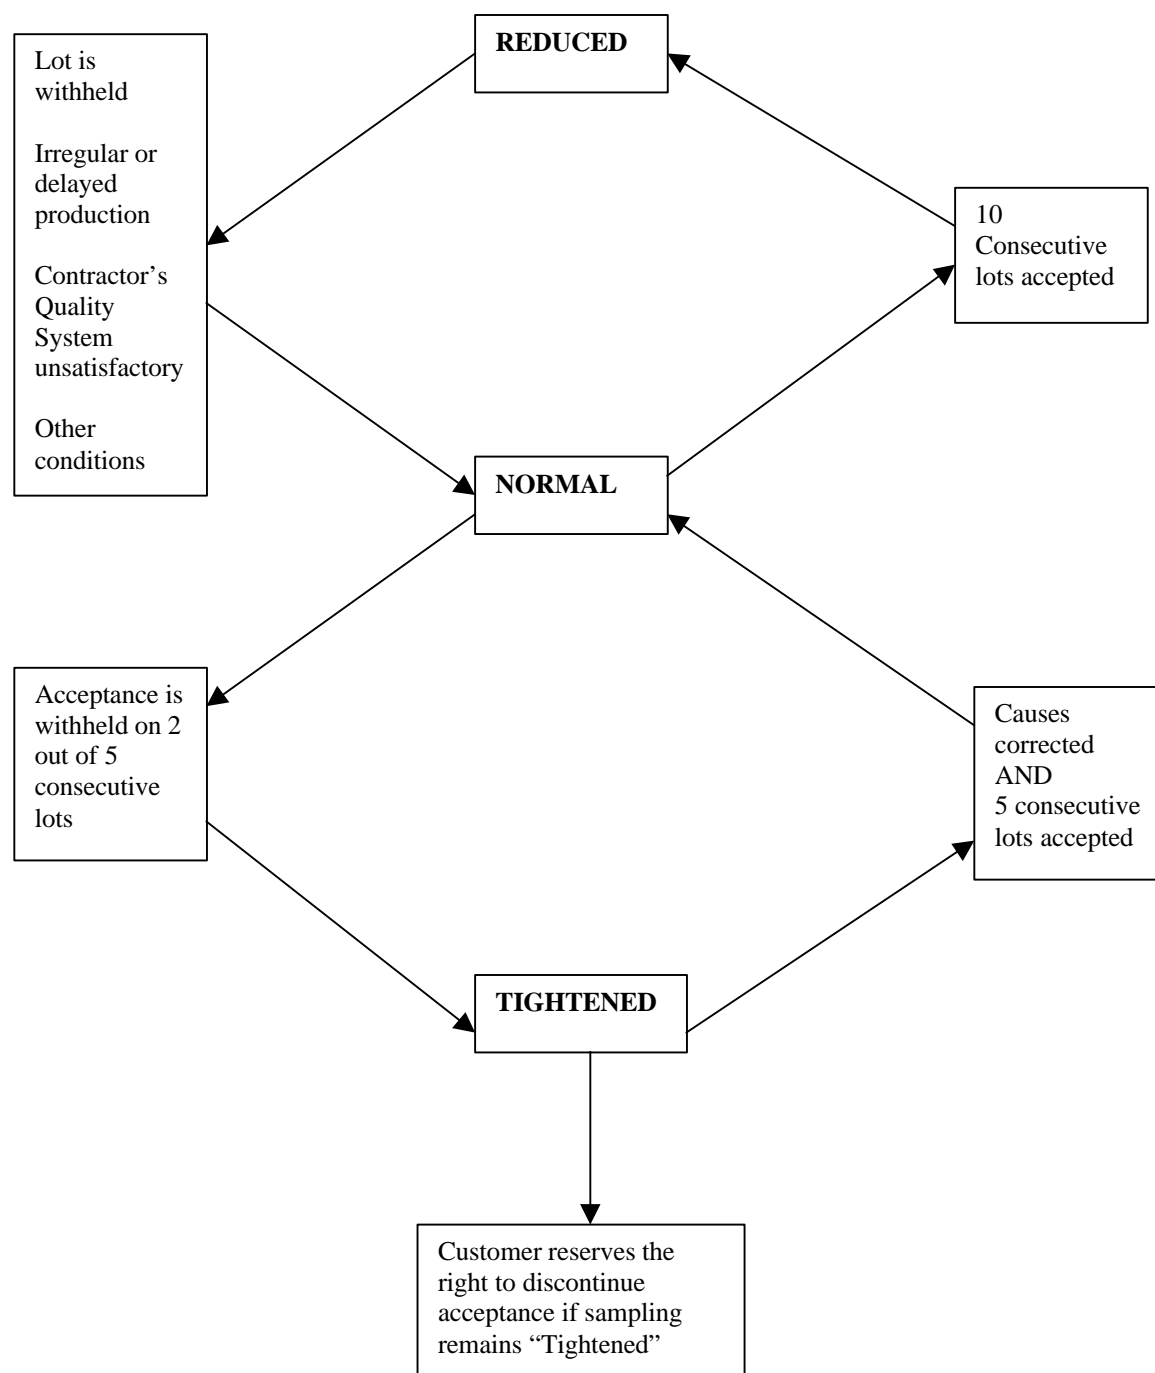 REDUCED
Lot is
withheld
Irregular or
delayed
production
Contractor’s
Quality
System
unsatisfactory
Other
conditions
10
Consecutive
lots accepted
NORMAL
Acceptance is
withheld on 2
out of 5
consecutive
lots
Causes
corrected
AND
5 consecutive
lots accepted
TIGHTENED
Customer reserves the
right to discontinue
acceptance if sampling
remains “Tightened”